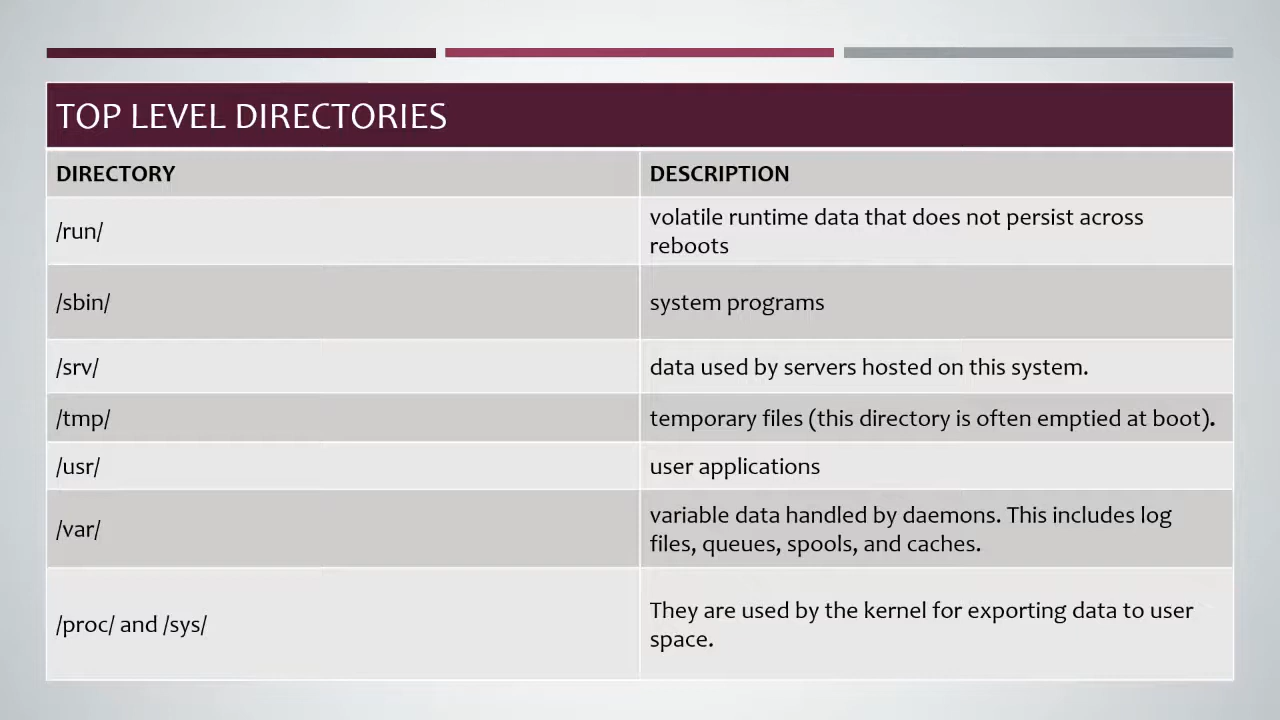 TOP LEVEL DIRECTORIES
DIRECTORY
DESCRIPTION
/run/
volatile runtime data that does not persist across
reboots
/sbin/
system programs
/srv/
data used by servers hosted on this system.
/tmp/
temporary files (this directory is often emptied at boot).
/usr/
user applications
/var/
variable data handled by daemons. This includes log
files, queues, spools, and caches.
/proc/ and /sys/
They are used by the kernel for exporting data to user
space.